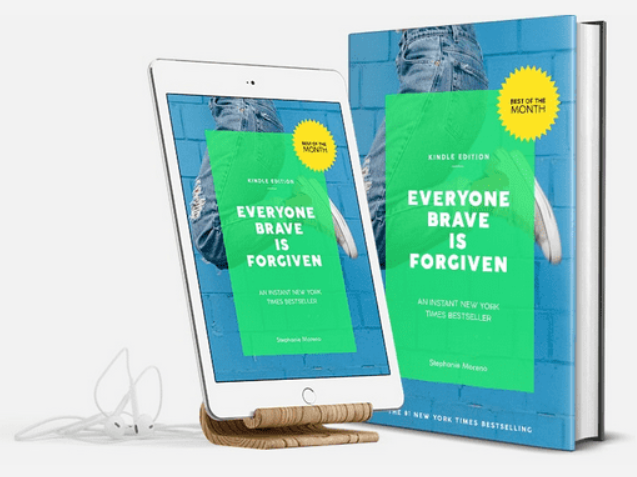 BEST OF THE
MONTH
KINDLE EDITION
EVERYONE
BRAVE
IS
FORGIVEN
AN INSTANT NEW YORK
TIMES BESTSELLER
Stephanie Moreno
BEST OF THE
MONTH
KINDLE EDITION
EVERYONE
BRAVE
IS
FORGIVEN
AN INSTANT NEW YORK
TIMES BESTSELLER
Stephanie Moreno
THE #1 NEW YORK TIMES BESTSELLING